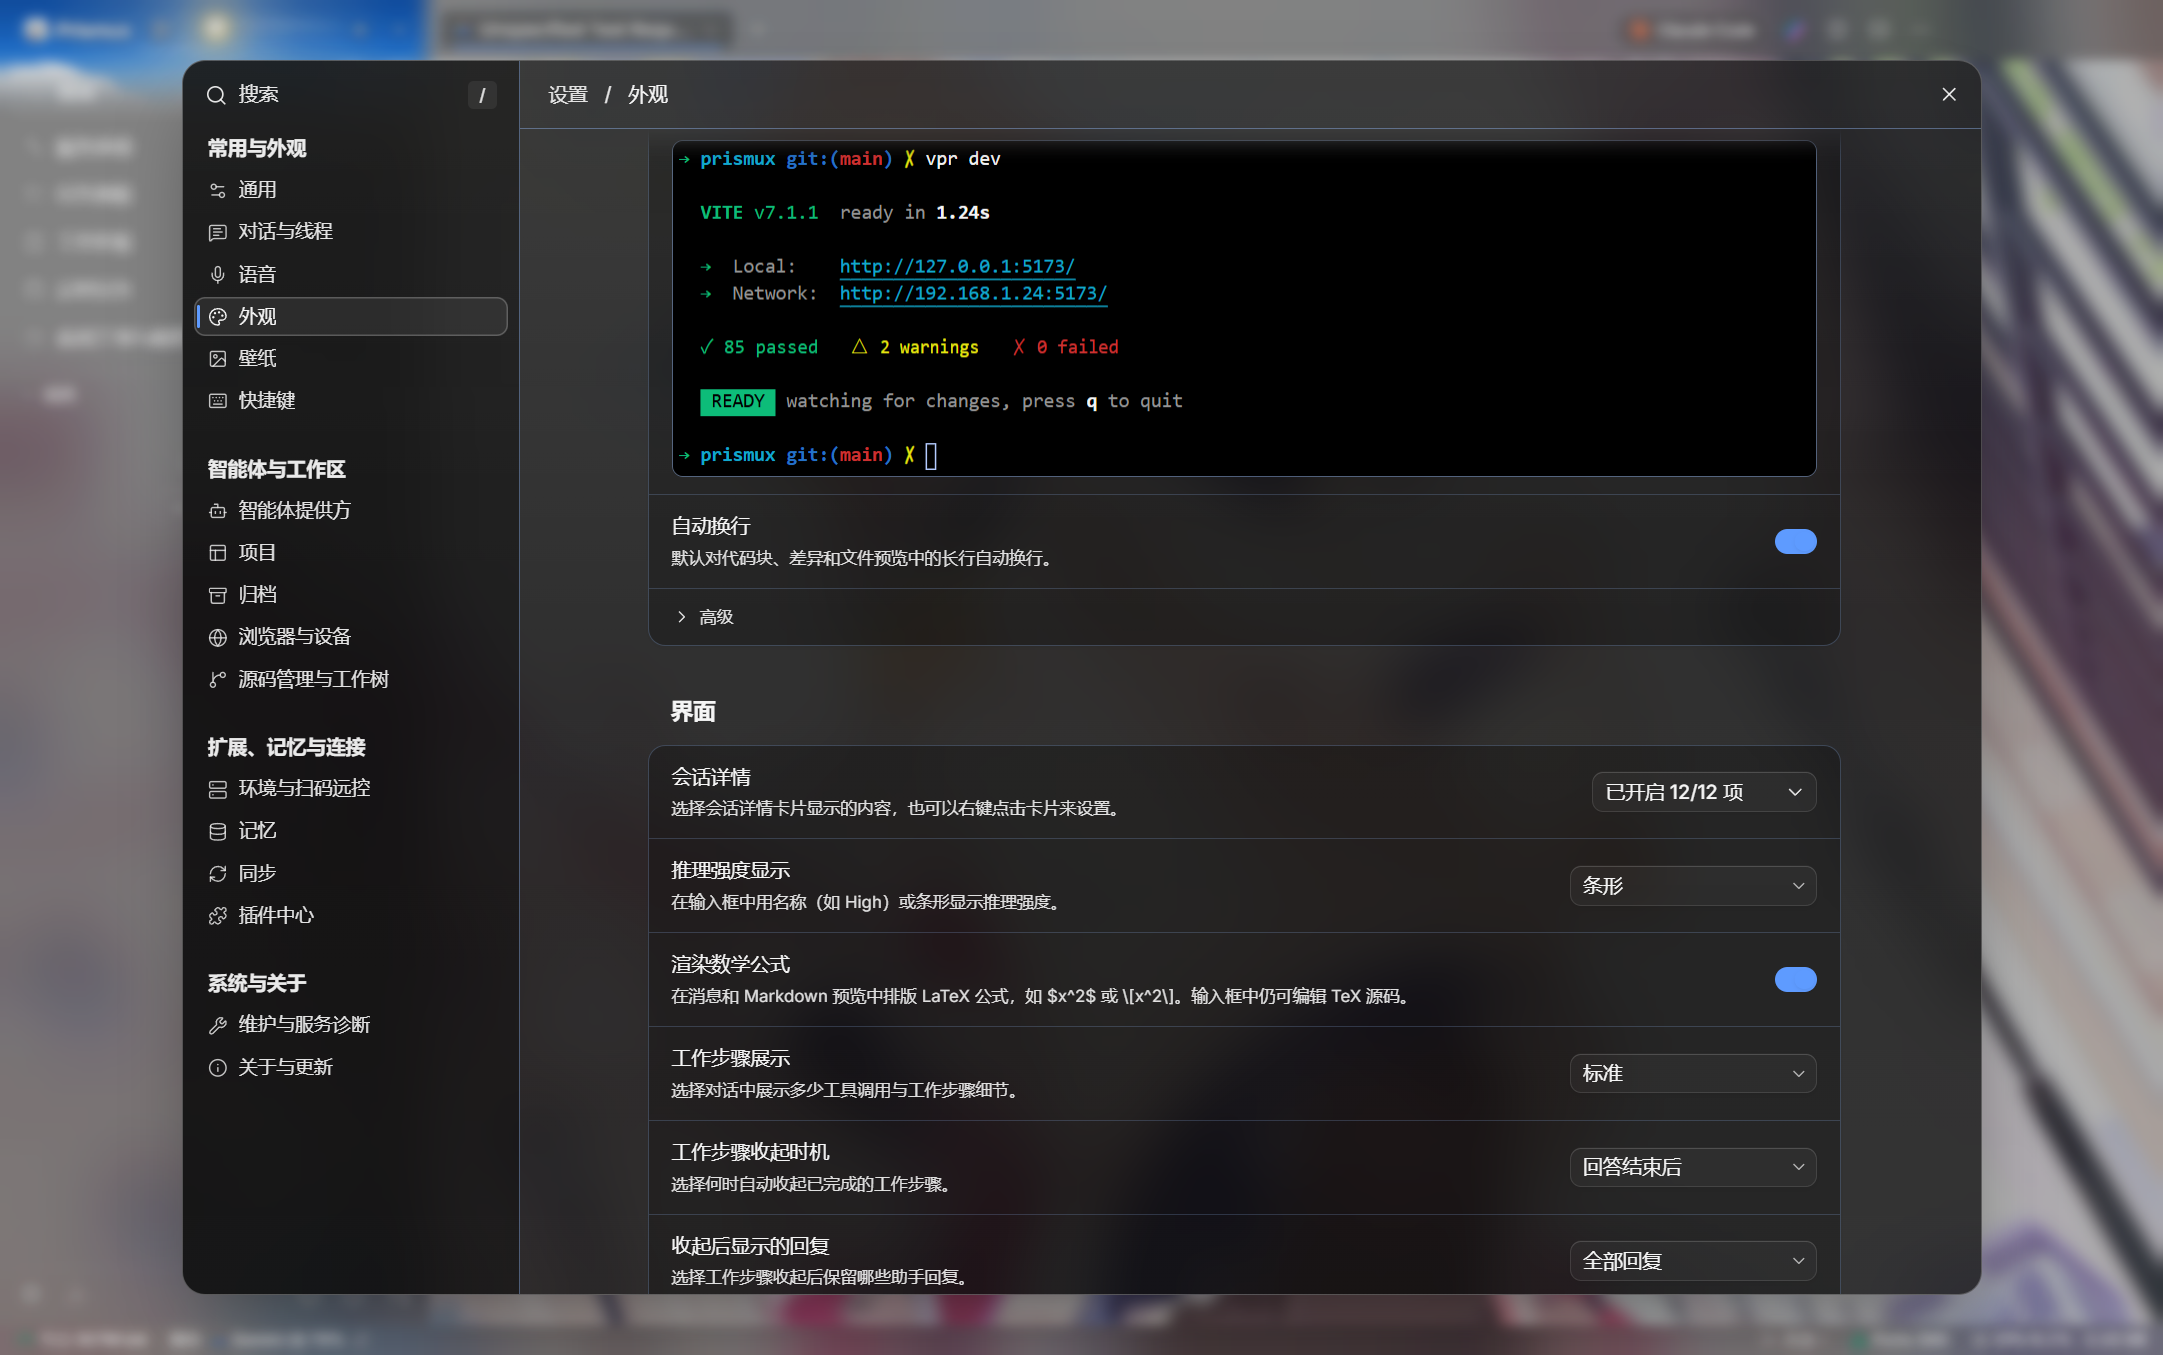 搜索 /
常用与外观
通用
对话与线程
语音
外观
壁纸
快捷键
智能体与工作区
智能体提供方
项目
归档
浏览器与设备
源码管理与工作树
扩展、记忆与连接
环境与扫码远控
记忆
同步
插件中心
系统与关于
维护与服务诊断
关于与更新
设置 / 外观
→ prismux git:(main) ✗ vpr dev
VITE v7.1.1 ready in 1.24s
→ Local: http://127.0.0.1:5173/
→ Network: http://192.168.1.24:5173/
✓ 85 passed △ 2 warnings ✗ 0 failed
READY watching for changes, press q to quit
→ prismux git:(main) ✗
自动换行
默认对代码块、差异和文件预览中的长行自动换行。
高级
界面
会话详情
选择会话详情卡片显示的内容，也可以右键点击卡片来设置。
已开启 12/12 项
推理强度显示
在输入框中用名称（如 High）或条形显示推理强度。
条形
渲染数学公式
在消息和 Markdown 预览中排版 LaTeX 公式，如 $x^2$ 或 \[x^2\]。输入框中仍可编辑 TeX 源码。
工作步骤展示
选择对话中展示多少工具调用与工作步骤细节。
标准
工作步骤收起时机
选择何时自动收起已完成的工作步骤。
回答结束后
收起后显示的回复
选择工作步骤收起后保留哪些助手回复。
全部回复